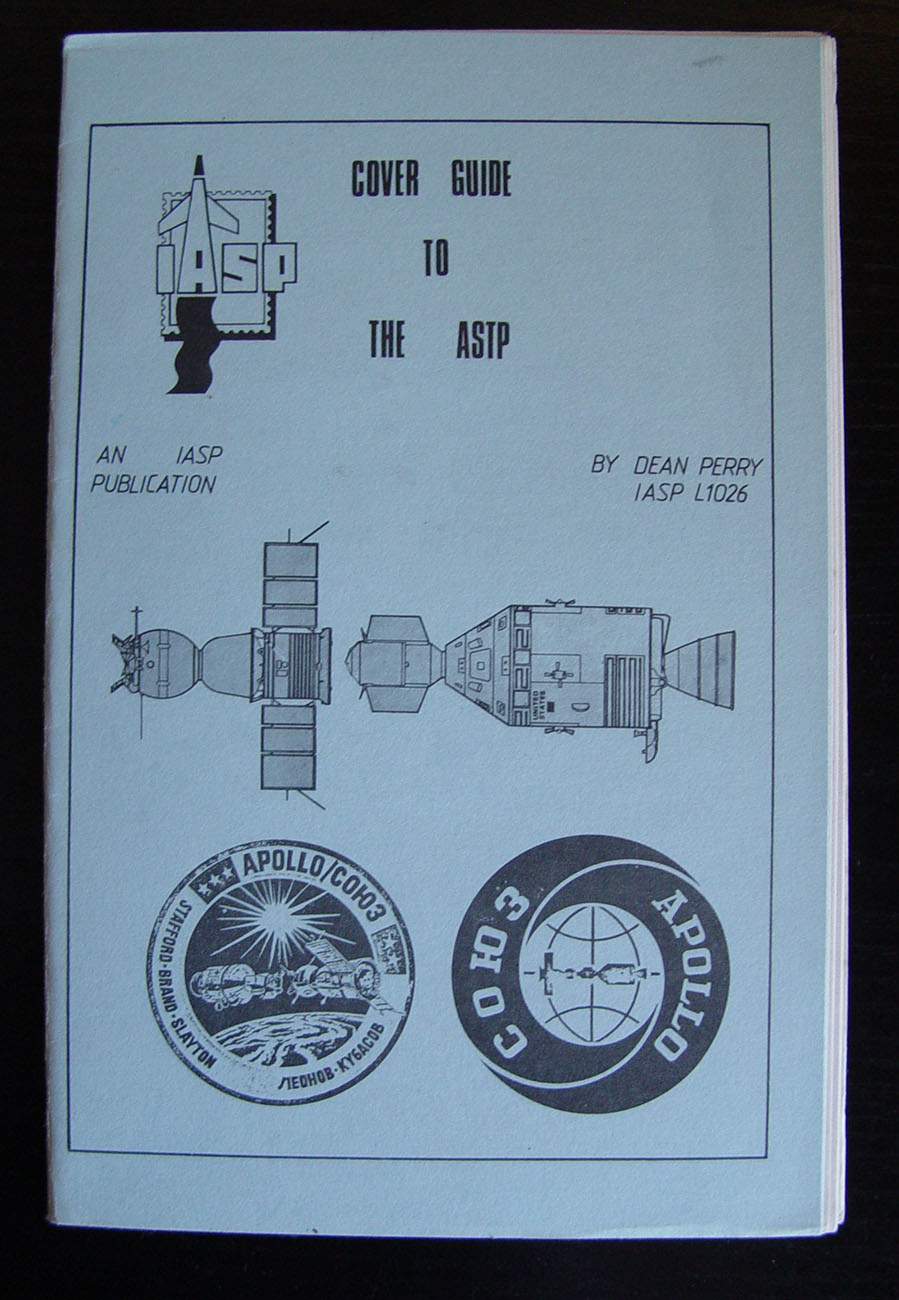 COVER GUIDE
TO
THE ASTP
IASP
AN IASP
PUBLICATION
BY DEAN PERRY
IASP L1026
UNITED
STATES
APOLLO/СОЮЗ
STAFFORD·BRAND·SLAYTON
ЛЕОНОВ·КУБАСОВ
СОЮЗ
APOLLO